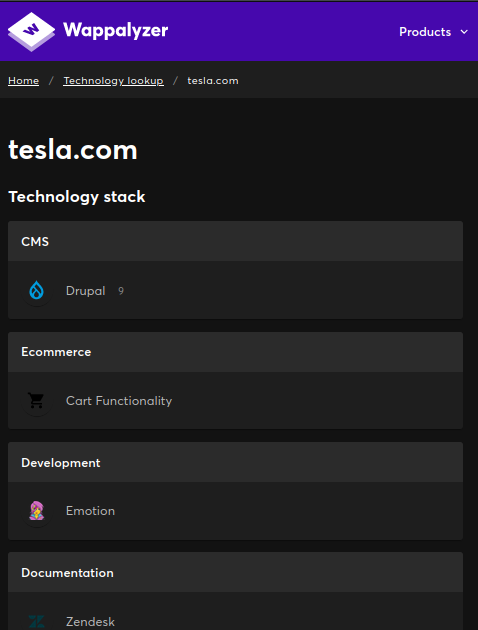 Wappalyzer
Products
Home / Technology lookup / tesla.com
tesla.com
Technology stack
CMS
Drupal 9
Ecommerce
Cart Functionality
Development
Emotion
Documentation
Zendesk